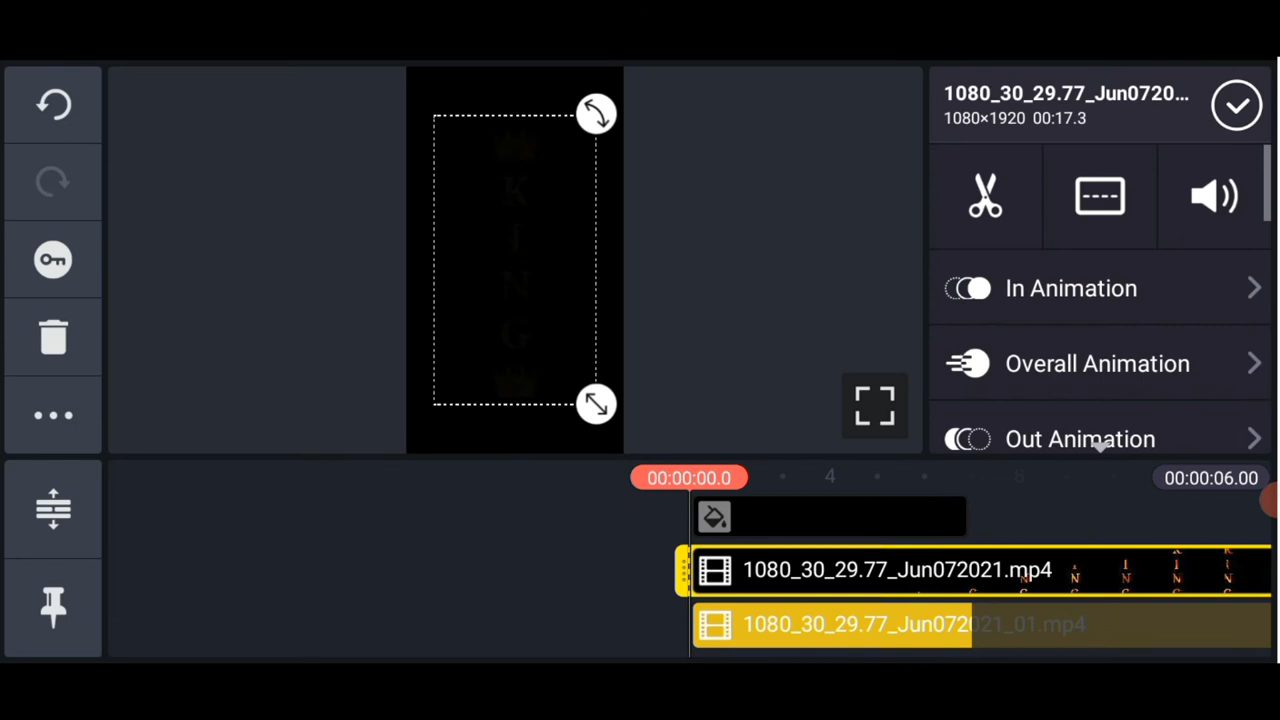 1080_30_29.77_Jun0720...
1080×1920 00:17.3
K
I
N
G
In Animation
Overall Animation
Out Animation
00:00:00.0
4
8
00:00:06.00
1080_30_29.77_Jun072021.mp4
1080_30_29.77_Jun072021_01.mp4